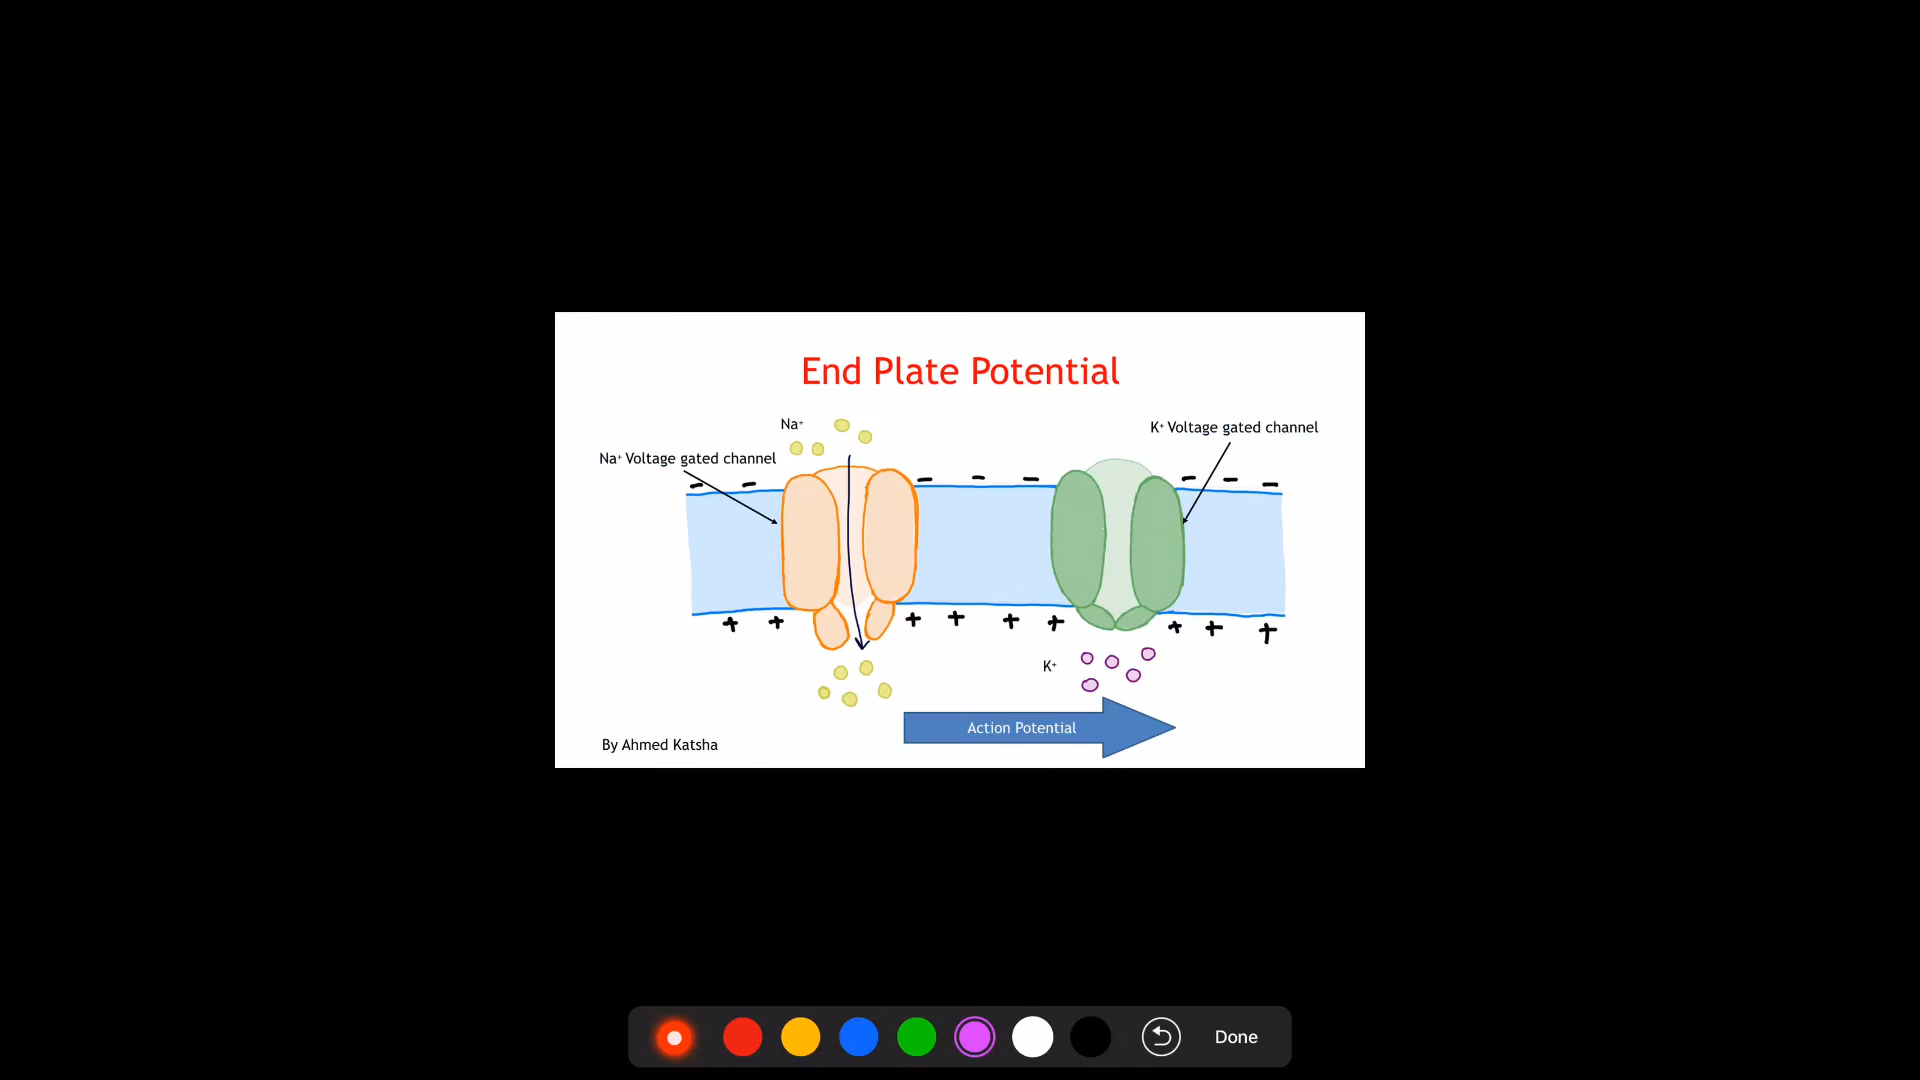 End Plate Potential
Na⁺
K⁺ Voltage gated channel
Na⁺ Voltage gated channel
- - - - - - - -
+ + + + + + + + +
K⁺
Action Potential
By Ahmed Katsha
Done